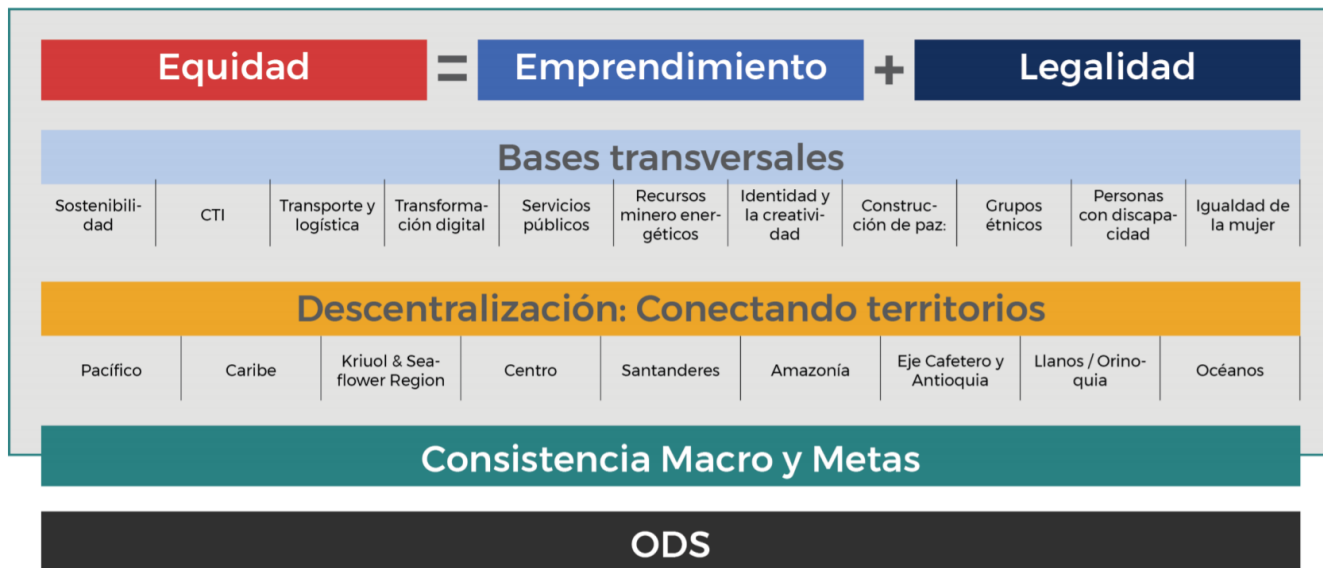 Equidad = Emprendimiento + Legalidad
Bases transversales
Sostenibili-
dad
CTI
Transporte y
logística
Transforma-
ción digital
Servicios
públicos
Recursos
minero ener-
géticos
Identidad y
la creativi-
dad
Construc-
ción de paz:
Grupos
étnicos
Personas
con discapa-
cidad
Igualdad de
la mujer
Descentralización: Conectando territorios
Pacífico
Caribe
Kriuol & Sea-
flower Region
Centro
Santanderes
Amazonía
Eje Cafetero y
Antioquia
Llanos / Orino-
quia
Océanos
Consistencia Macro y Metas
ODS